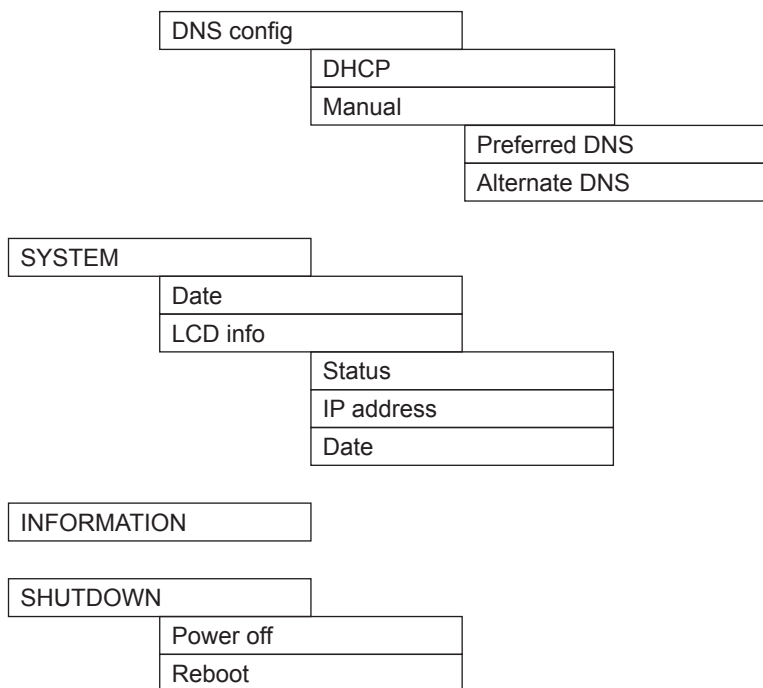 DNS config
DHCP
Manual
Preferred DNS
Alternate DNS
SYSTEM
Date
LCD info
Status
IP address
Date
INFORMATION
SHUTDOWN
Power off
Reboot